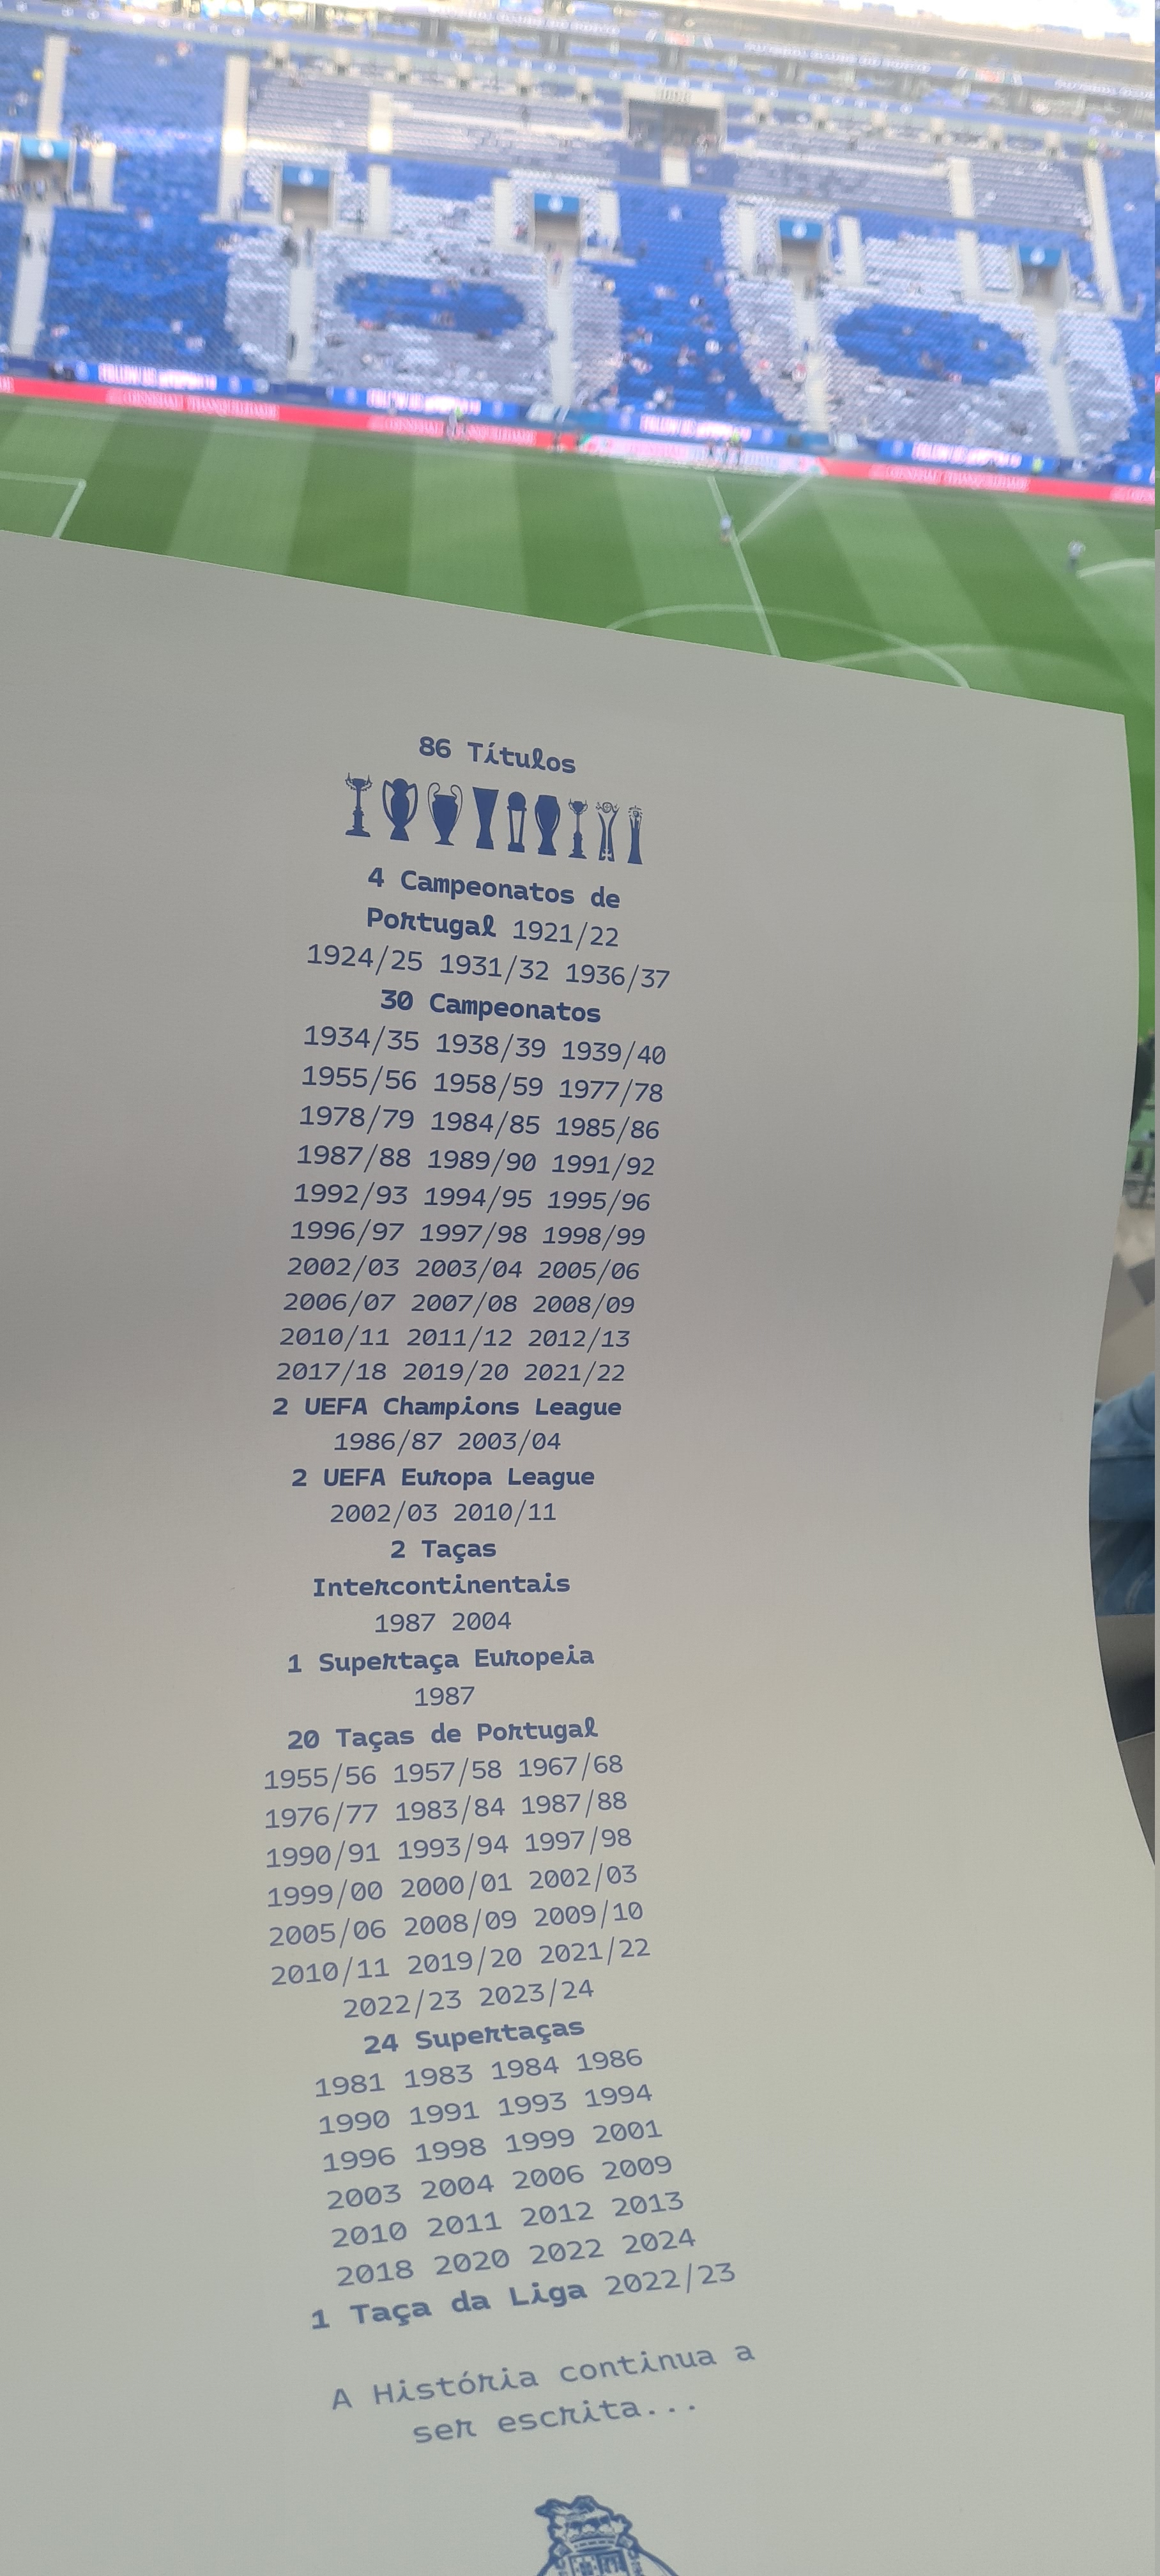 86 Títulos
4 Campeonatos de
Portugal 1921/22
1924/25 1931/32 1936/37
30 Campeonatos
1934/35 1938/39 1939/40
1955/56 1958/59 1977/78
1978/79 1984/85 1985/86
1987/88 1989/90 1991/92
1992/93 1994/95 1995/96
1996/97 1997/98 1998/99
2002/03 2003/04 2005/06
2006/07 2007/08 2008/09
2010/11 2011/12 2012/13
2017/18 2019/20 2021/22
2 UEFA Champions League
1986/87 2003/04
2 UEFA Europa League
2002/03 2010/11
2 Taças
Intercontinentais
1987 2004
1 Supertaça Europeia
1987
20 Taças de Portugal
1955/56 1957/58 1967/68
1976/77 1983/84 1987/88
1990/91 1993/94 1997/98
1999/00 2000/01 2002/03
2005/06 2008/09 2009/10
2010/11 2019/20 2021/22
2022/23 2023/24
24 Supertaças
1981 1983 1984 1986
1990 1991 1993 1994
1996 1998 1999 2001
2003 2004 2006 2009
2010 2011 2012 2013
2018 2020 2022 2024
1 Taça da Liga 2022/23
A História continua a
ser escrita...